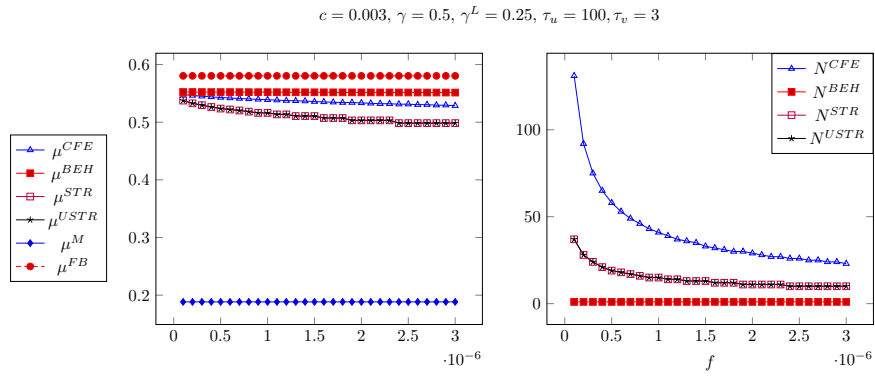 c = 0.003, γ = 0.5, γ^L = 0.25, τ_u = 100, τ_v = 3
μ^CFE
μ^BEH
μ^STR
μ^USTR
μ^M
μ^FB
0.6
0.5
0.4
0.3
0.2
0 0.5 1 1.5 2 2.5 3
·10^-6
N^CFE
N^BEH
N^STR
N^USTR
100
50
0
0 0.5 1 1.5 2 2.5 3
f
·10^-6